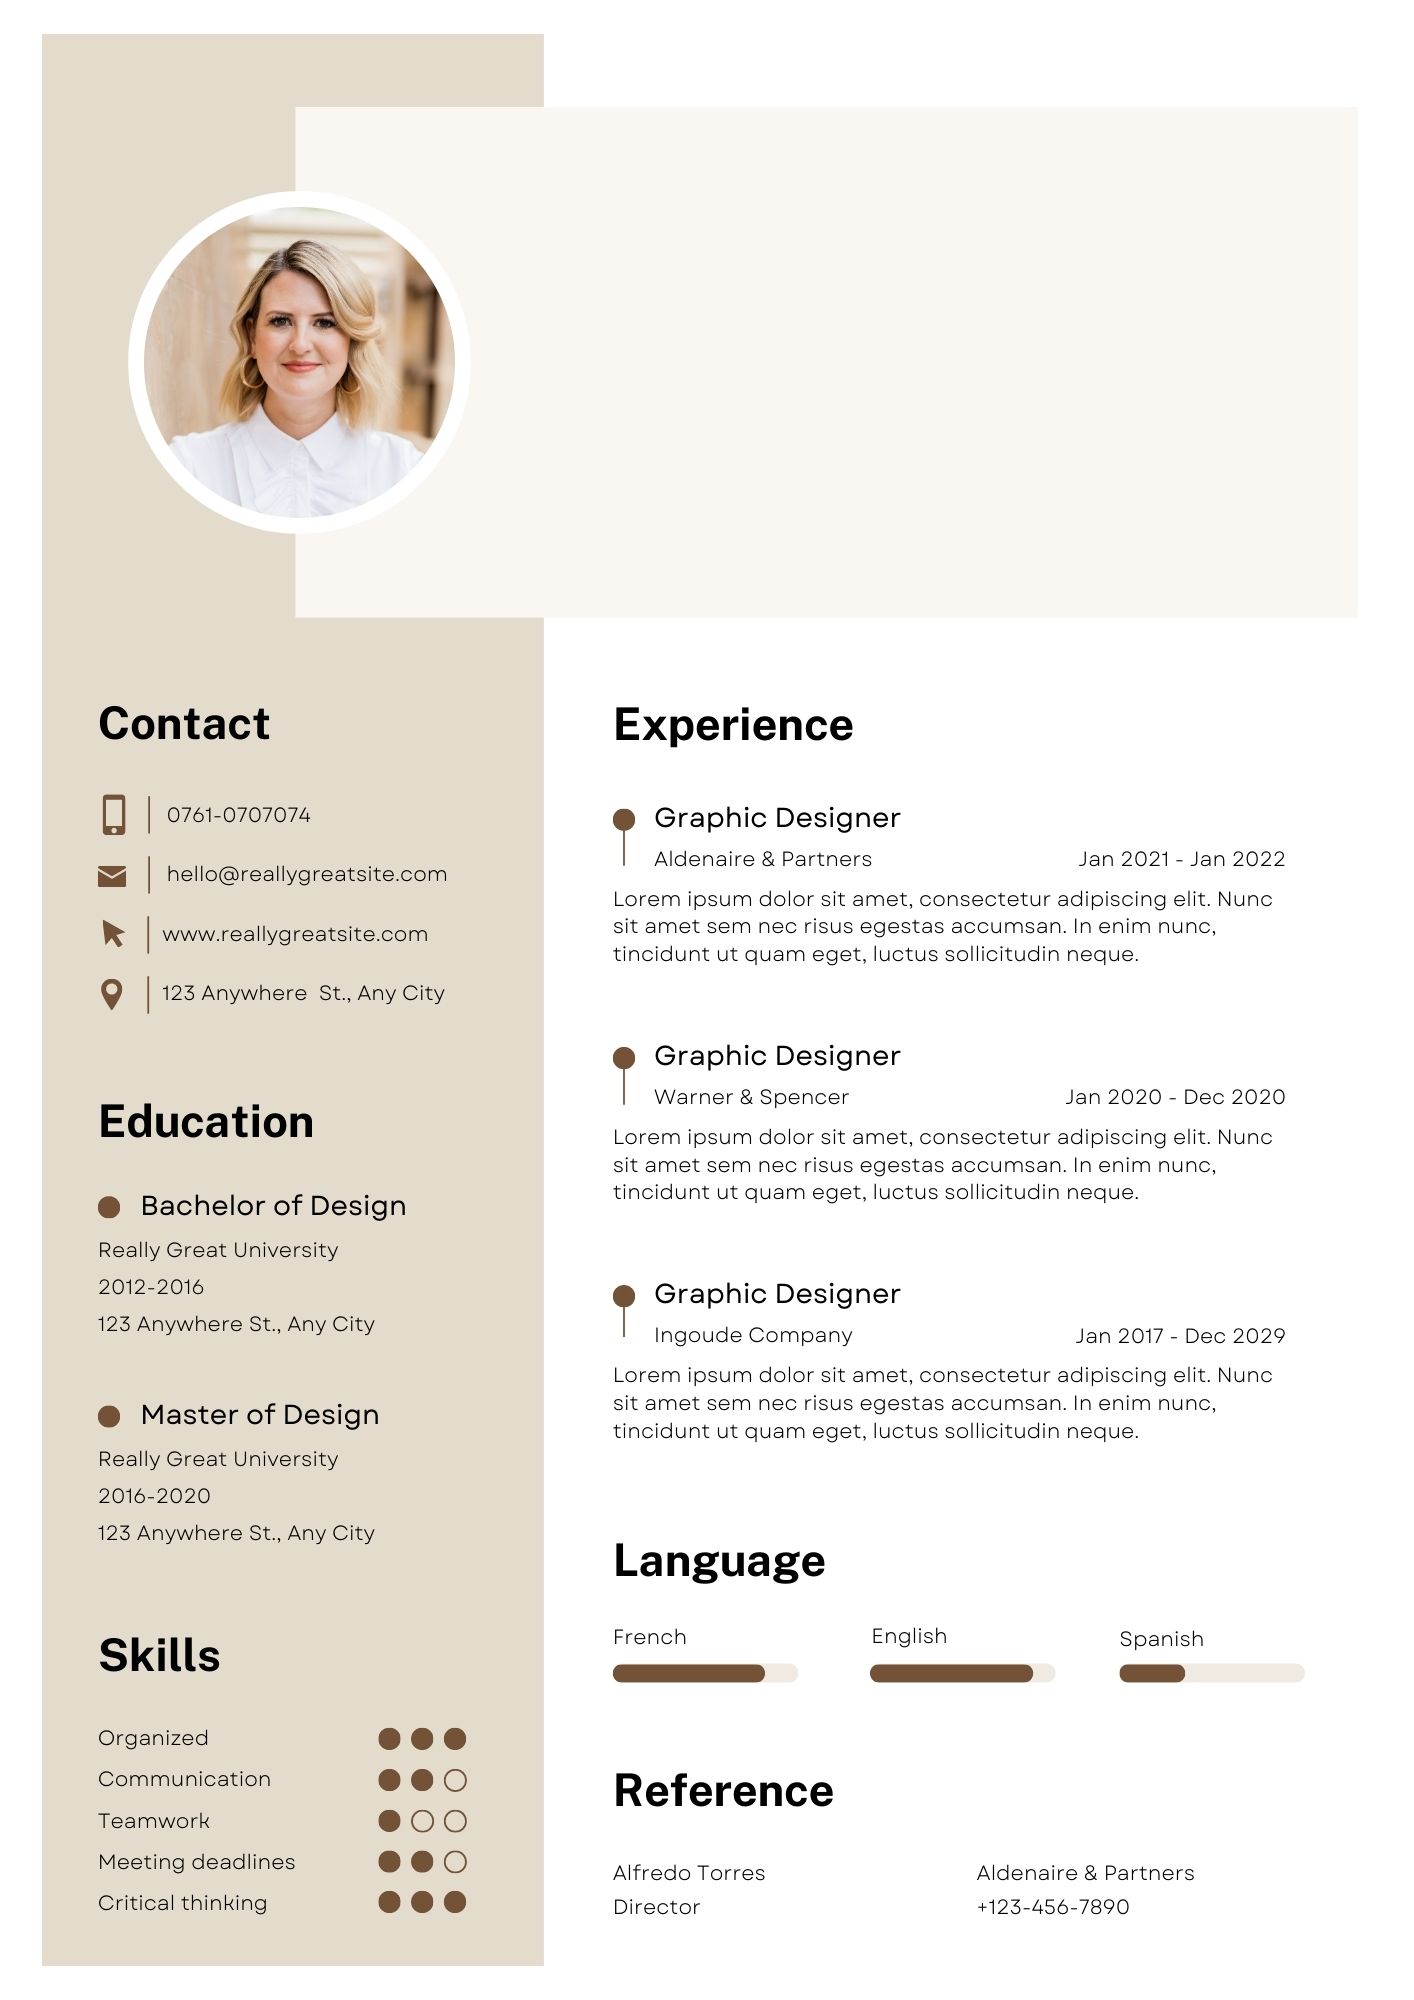 Contact
0761-0707074
hello@reallygreatsite.com
www.reallygreatsite.com
123 Anywhere  St., Any City
Education
Bachelor of Design
Really Great University
2012-2016
123 Anywhere St., Any City
Master of Design
Really Great University
2016-2020
123 Anywhere St., Any City
Skills
Organized
Communication
Teamwork
Meeting deadlines
Critical thinking
Experience
Graphic Designer
Aldenaire & Partners Jan 2021 - Jan 2022
Lorem ipsum dolor sit amet, consectetur adipiscing elit. Nunc
sit amet sem nec risus egestas accumsan. In enim nunc,
tincidunt ut quam eget, luctus sollicitudin neque.
Graphic Designer
Warner & Spencer Jan 2020 - Dec 2020
Lorem ipsum dolor sit amet, consectetur adipiscing elit. Nunc
sit amet sem nec risus egestas accumsan. In enim nunc,
tincidunt ut quam eget, luctus sollicitudin neque.
Graphic Designer
Ingoude Company Jan 2017 - Dec 2029
Lorem ipsum dolor sit amet, consectetur adipiscing elit. Nunc
sit amet sem nec risus egestas accumsan. In enim nunc,
tincidunt ut quam eget, luctus sollicitudin neque.
Language
French English Spanish
Reference
Alfredo Torres Aldenaire & Partners
Director +123-456-7890